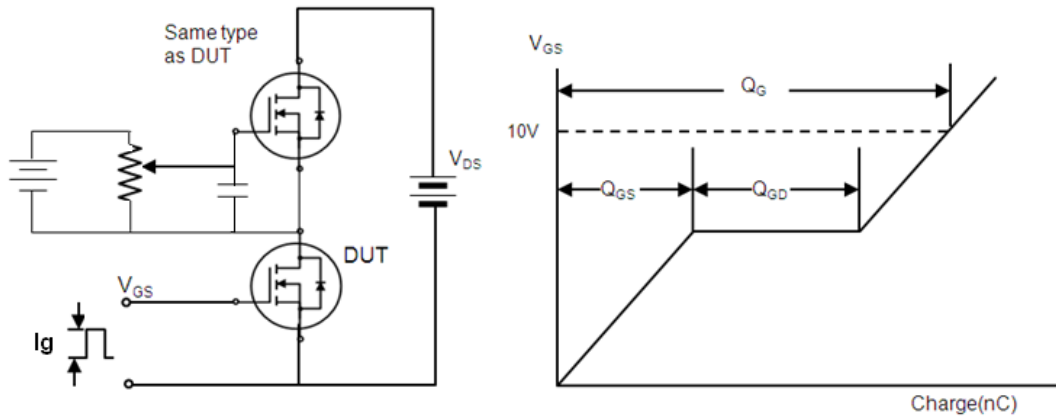 Same type
as DUT
V_DS
DUT
V_GS
Ig
V_GS
Q_G
10V
Q_GS
Q_GD
Charge(nC)